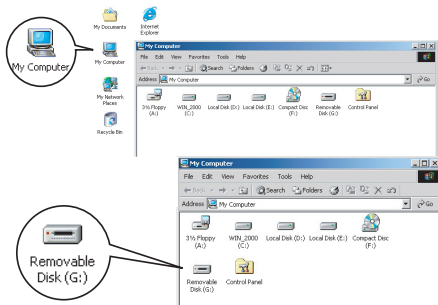 My Documents
Internet
Explorer
My Computer
My Computer
My Network
Places
Recycle Bin
My Computer
File Edit View Favorites Tools Help
Back Search Folders
Address My Computer Go
3½ Floppy
(A:)
WIN_2000
(C:)
Local Disk (D:)
Local Disk (E:)
Compact Disc
(F:)
Removable
Disk (G:)
Control Panel
My Computer
File Edit View Favorites Tools Help
Back Search Folders
Address My Computer Go
3½ Floppy
(A:)
WIN_2000
(C:)
Local Disk (D:)
Local Disk (E:)
Compact Disc
(F:)
Removable
Disk (G:)
Control Panel
Removable
Disk (G:)